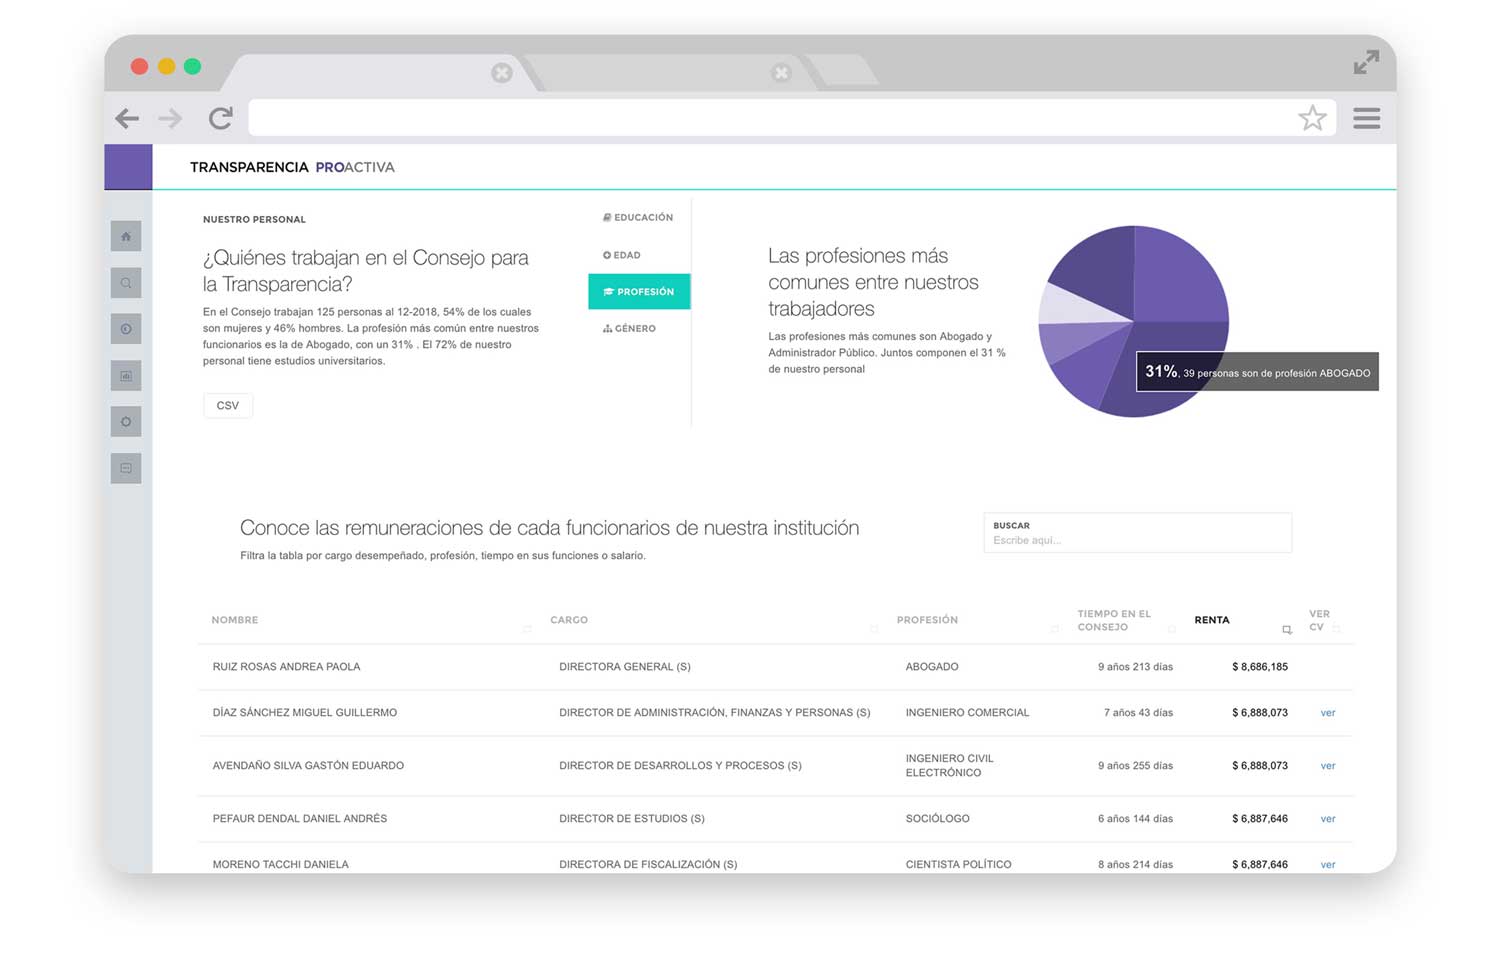 TRANSPARENCIA PROACTIVA
NUESTRO PERSONAL
¿Quiénes trabajan en el Consejo para
la Transparencia?
En el Consejo trabajan 125 personas al 12-2018, 54% de los cuales
son mujeres y 46% hombres. La profesión más común entre nuestros
funcionarios es la de Abogado, con un 31% . El 72% de nuestro
personal tiene estudios universitarios.
CSV
EDUCACIÓN
EDAD
PROFESIÓN
GÉNERO
Las profesiones más
comunes entre nuestros
trabajadores
Las profesiones más comunes son Abogado y
Administrador Público. Juntos componen el 31 %
de nuestro personal
31%, 39 personas son de profesión ABOGADO
Conoce las remuneraciones de cada funcionarios de nuestra institución
Filtra la tabla por cargo desempeñado, profesión, tiempo en sus funciones o salario.
BUSCAR
Escribe aquí...
NOMBRE CARGO PROFESIÓN TIEMPO EN EL CONSEJO RENTA VER CV
RUIZ ROSAS ANDREA PAOLA DIRECTORA GENERAL (S) ABOGADO 9 años 213 días $ 8,686,185
DÍAZ SÁNCHEZ MIGUEL GUILLERMO DIRECTOR DE ADMINISTRACIÓN, FINANZAS Y PERSONAS (S) INGENIERO COMERCIAL 7 años 43 días $ 6,888,073 ver
AVENDAÑO SILVA GASTÓN EDUARDO DIRECTOR DE DESARROLLOS Y PROCESOS (S) INGENIERO CIVIL ELECTRÓNICO 9 años 255 días $ 6,888,073 ver
PEFAUR DENDAL DANIEL ANDRÉS DIRECTOR DE ESTUDIOS (S) SOCIÓLOGO 6 años 144 días $ 6,887,646 ver
MORENO TACCHI DANIELA DIRECTORA DE FISCALIZACIÓN (S) CIENTISTA POLÍTICO 8 años 214 días $ 6,887,646 ver